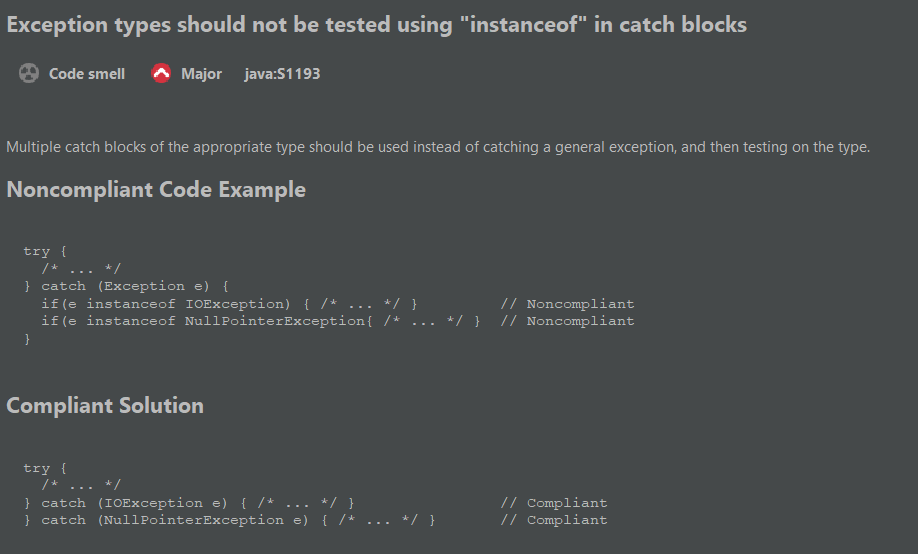 Exception types should not be tested using "instanceof" in catch blocks
Code smell Major java:S1193
Multiple catch blocks of the appropriate type should be used instead of catching a general exception, and then testing on the type.
Noncompliant Code Example
try {
  /* ... */
} catch (Exception e) {
  if(e instanceof IOException) { /* ... */ }         // Noncompliant
  if(e instanceof NullPointerException{ /* ... */ }  // Noncompliant
}
Compliant Solution
try {
  /* ... */
} catch (IOException e) { /* ... */ }                // Compliant
} catch (NullPointerException e) { /* ... */ }       // Compliant